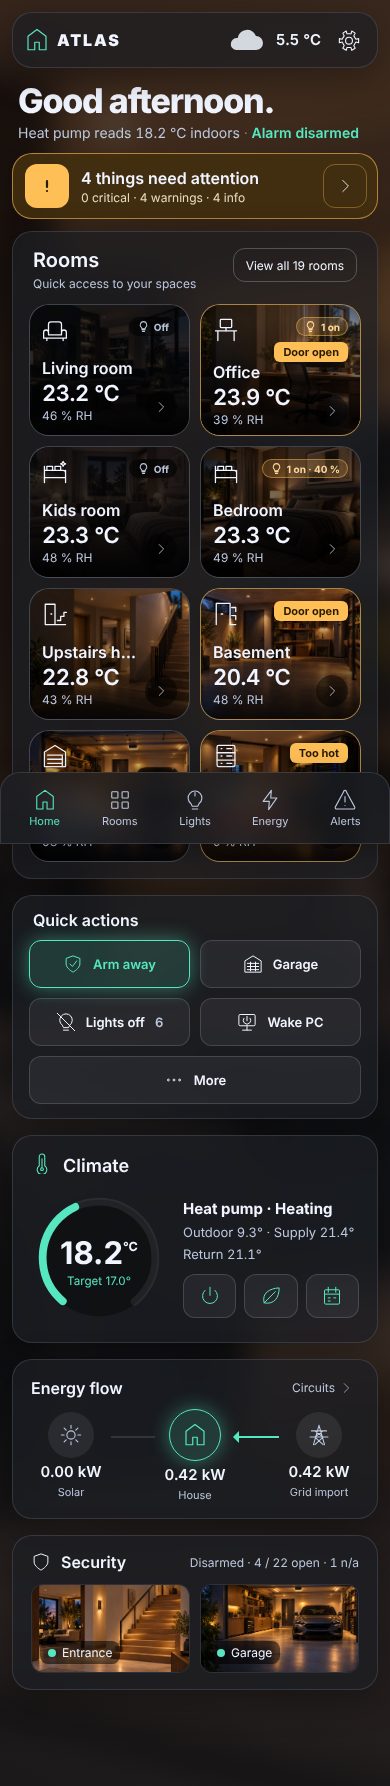 ATLAS
5.5 °C
Good afternoon.
Heat pump reads 18.2 °C indoors · Alarm disarmed
!
4 things need attention
0 critical · 4 warnings · 4 info
Rooms
Quick access to your spaces
View all 19 rooms
Off
Living room
23.2 °C
46 % RH
1 on
Door open
Office
23.9 °C
39 % RH
Off
Kids room
23.3 °C
48 % RH
1 on · 40 %
Bedroom
23.3 °C
49 % RH
Upstairs h...
22.8 °C
43 % RH
Door open
Basement
20.4 °C
48 % RH
Too hot
Home
Rooms
Lights
Energy
Alerts
Quick actions
Arm away
Garage
Lights off 6
Wake PC
More
Climate
18.2°C
Target 17.0°
Heat pump · Heating
Outdoor 9.3° · Supply 21.4°
Return 21.1°
Energy flow
Circuits
0.00 kW
Solar
0.42 kW
House
0.42 kW
Grid import
Security
Disarmed · 4 / 22 open · 1 n/a
Entrance
Garage